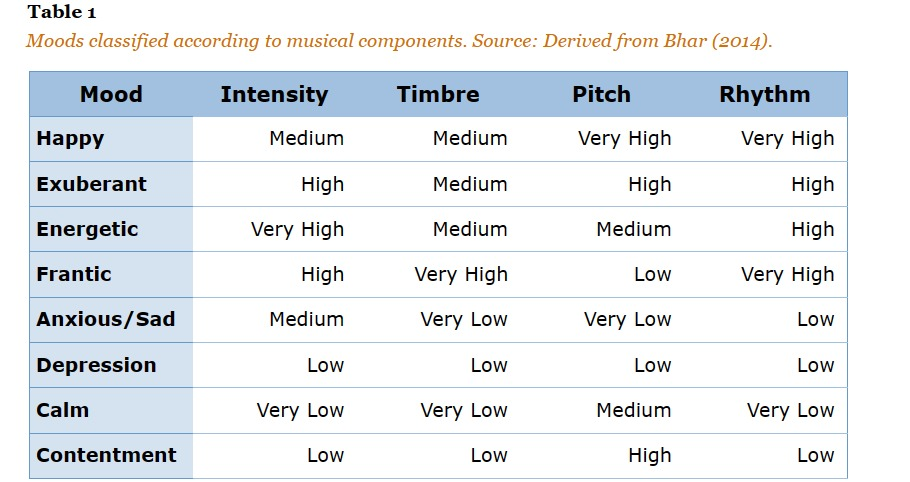 Table 1
Moods classified according to musical components. Source: Derived from Bhar (2014).
Mood Intensity Timbre Pitch Rhythm
Happy Medium Medium Very High Very High
Exuberant High Medium High High
Energetic Very High Medium Medium High
Frantic High Very High Low Very High
Anxious/Sad Medium Very Low Very Low Low
Depression Low Low Low Low
Calm Very Low Very Low Medium Very Low
Contentment Low Low High Low